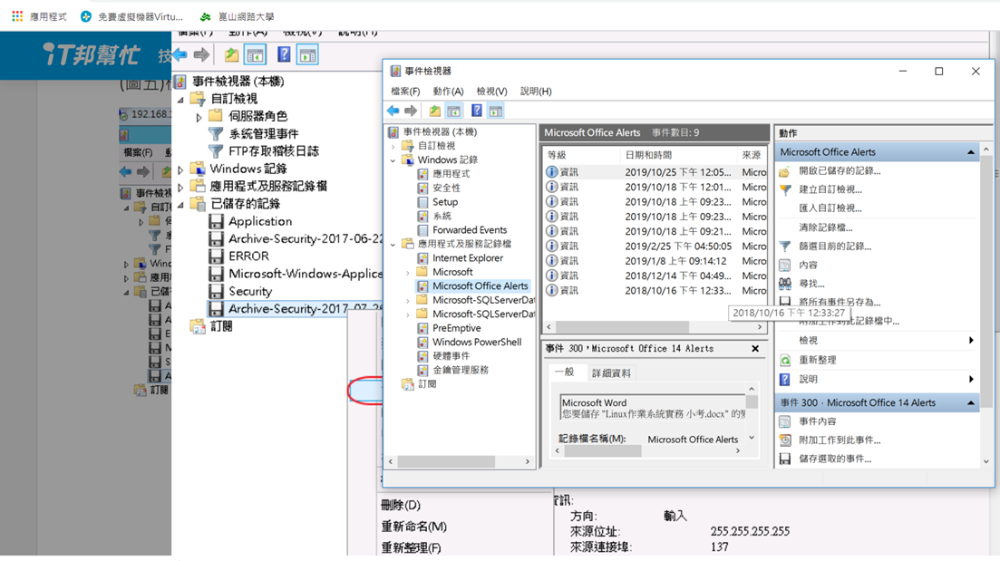 應用程式
免費虛擬機器Virtu...
崑山網路大學
iT邦幫忙
技
(圖五)
192.168.
檔案(F)
事件檢視
自訂
Wind
應用
已儲
訂閱
檔案(F) 動作(A) 檢視(V) 說明(H)
事件檢視器 (本機)
自訂檢視
伺服器角色
系統管理事件
FTP存取稽核日誌
Windows 記錄
應用程式及服務記錄檔
已儲存的記錄
Application
Archive-Security-2017-06-22
ERROR
Microsoft-Windows-Applic
Security
Archive-Security-2017-07-26
訂閱
刪除(D)
重新命名(M)
重新整理(F)
資訊:
方向: 輸入
來源位址: 255.255.255.255
來源連接埠: 137
事件檢視器
檔案(F) 動作(A) 檢視(V) 說明(H)
事件檢視器 (本機)
自訂檢視
Windows 記錄
應用程式
安全性
Setup
系統
Forwarded Events
應用程式及服務記錄檔
Internet Explorer
Microsoft
Microsoft Office Alerts
Microsoft-SQLServerDat
Microsoft-SQLServerDat
PreEmptive
Windows PowerShell
硬體事件
金鑰管理服務
訂閱
Microsoft Office Alerts 事件數目: 9
等級 日期和時間 來源
資訊 2019/10/25 下午 12:05... Micro
資訊 2019/10/18 下午 12:01... Micro
資訊 2019/10/18 上午 09:23... Micro
資訊 2019/10/18 上午 09:23... Micro
資訊 2019/10/18 上午 09:21... Micro
資訊 2019/2/25 下午 04:50:05 Micro
資訊 2019/1/8 上午 09:14:12 Micro
資訊 2018/12/14 下午 04:49... Micro
資訊 2018/10/16 下午 12:33... Micro
2018/10/16 下午 12:33:27
事件 300，Microsoft Office 14 Alerts
一般 詳細資料
Microsoft Word
您要儲存 "Linux作業系統實務 小考.docx" 的變
記錄檔名稱(M): Microsoft Office Alerts
動作
Microsoft Office Alerts
開啟已儲存的記錄...
建立自訂檢視...
匯入自訂檢視...
清除記錄檔...
篩選目前的記錄...
內容
尋找...
將所有事件另存為...
附加工作到此記錄檔中...
檢視
重新整理
說明
事件 300，Microsoft Office 14 Alerts
事件內容
附加工作到此事件...
儲存選取的事件...